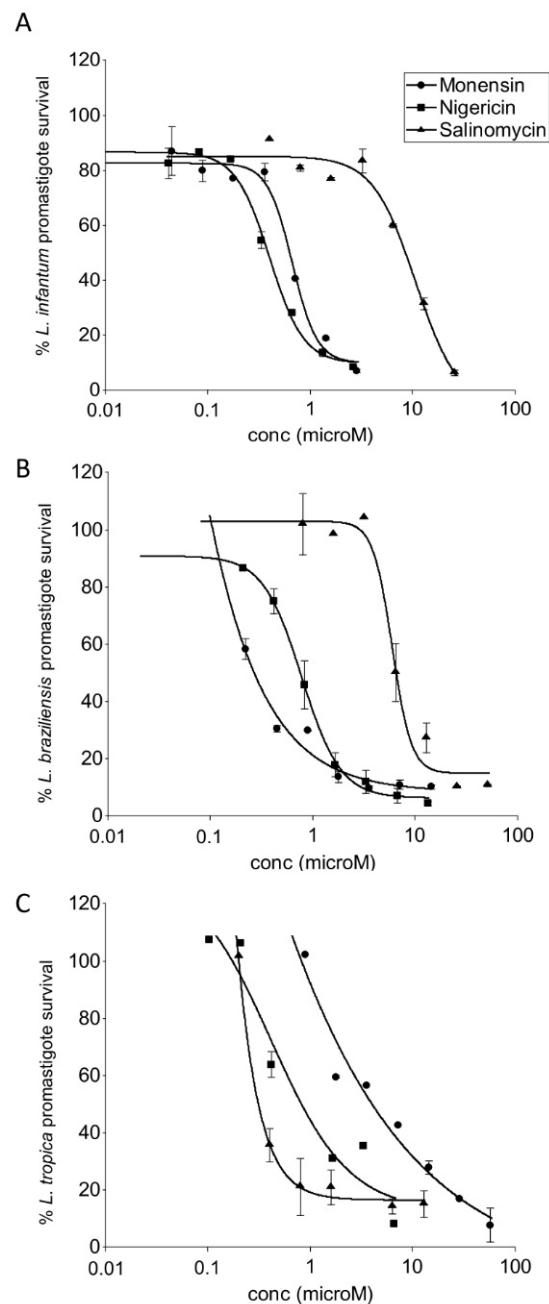 A
Monensin
Nigericin
Salinomycin
% L. infantum promastigote survival
120
100
80
60
40
20
0
0.01 0.1 1 10 100
conc (microM)
B
% L. braziliensis promastigote survival
120
100
80
60
40
20
0
0.01 0.1 1 10 100
conc (microM)
C
% L. tropica promastigote survival
120
100
80
60
40
20
0
0.01 0.1 1 10 100
conc (microM)